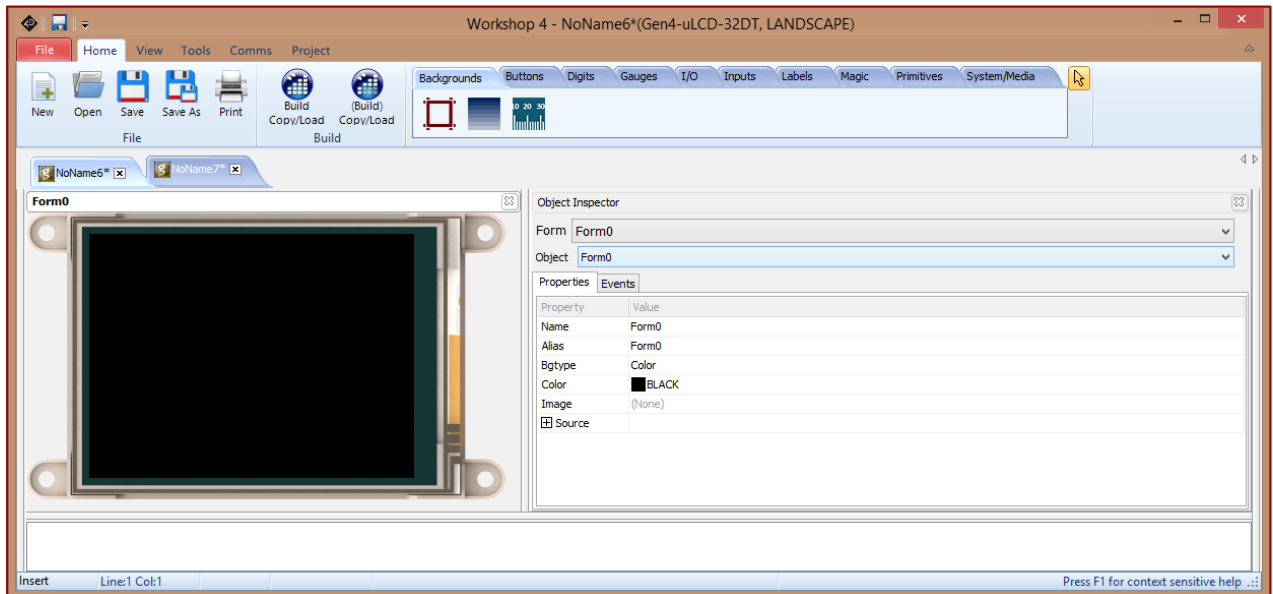 Workshop 4 - NoName6*(Gen4-uLCD-32DT, LANDSCAPE)
File Home View Tools Comms Project
New Open Save Save As Print
File
Build Copy/Load
(Build) Copy/Load
Build
Backgrounds Buttons Digits Gauges I/O Inputs Labels Magic Primitives System/Media
0 20 30
NoName6* NoName7*
Form0
Object Inspector
Form Form0
Object Form0
Properties Events
Property Value
Name Form0
Alias Form0
Bgtype Color
Color BLACK
Image (None)
Source
Insert Line:1 Col:1 Press F1 for context sensitive help